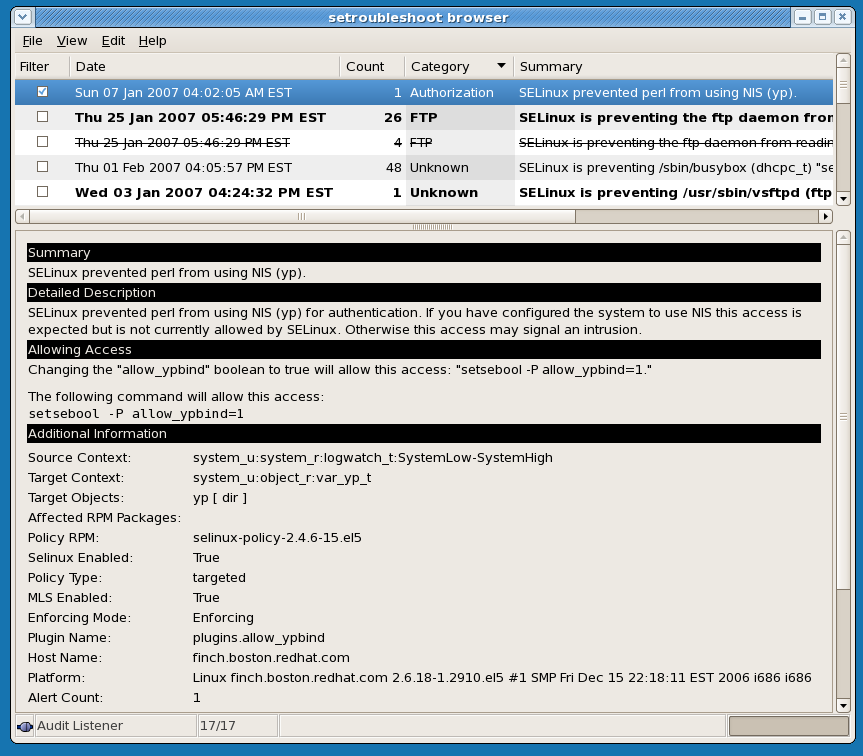 setroubleshoot browser
File View Edit Help
Filter Date Count Category Summary
Sun 07 Jan 2007 04:02:05 AM EST 1 Authorization SELinux prevented perl from using NIS (yp).
Thu 25 Jan 2007 05:46:29 PM EST 26 FTP SELinux is preventing the ftp daemon from
Thu 25 Jan 2007 05:46:29 PM EST 4 FTP SELinux is preventing the ftp daemon from readin
Thu 01 Feb 2007 04:05:57 PM EST 48 Unknown SELinux is preventing /sbin/busybox (dhcpc_t) "se
Wed 03 Jan 2007 04:24:32 PM EST 1 Unknown SELinux is preventing /usr/sbin/vsftpd (ftp
Summary
SELinux prevented perl from using NIS (yp).
Detailed Description
SELinux prevented perl from using NIS (yp) for authentication. If you have configured the system to use NIS this access is
expected but is not currently allowed by SELinux. Otherwise this access may signal an intrusion.
Allowing Access
Changing the "allow_ypbind" boolean to true will allow this access: "setsebool -P allow_ypbind=1."
The following command will allow this access:
setsebool -P allow_ypbind=1
Additional Information
Source Context: system_u:system_r:logwatch_t:SystemLow-SystemHigh
Target Context: system_u:object_r:var_yp_t
Target Objects: yp [ dir ]
Affected RPM Packages:
Policy RPM: selinux-policy-2.4.6-15.el5
Selinux Enabled: True
Policy Type: targeted
MLS Enabled: True
Enforcing Mode: Enforcing
Plugin Name: plugins.allow_ypbind
Host Name: finch.boston.redhat.com
Platform: Linux finch.boston.redhat.com 2.6.18-1.2910.el5 #1 SMP Fri Dec 15 22:18:11 EST 2006 i686 i686
Alert Count: 1
Audit Listener 17/17